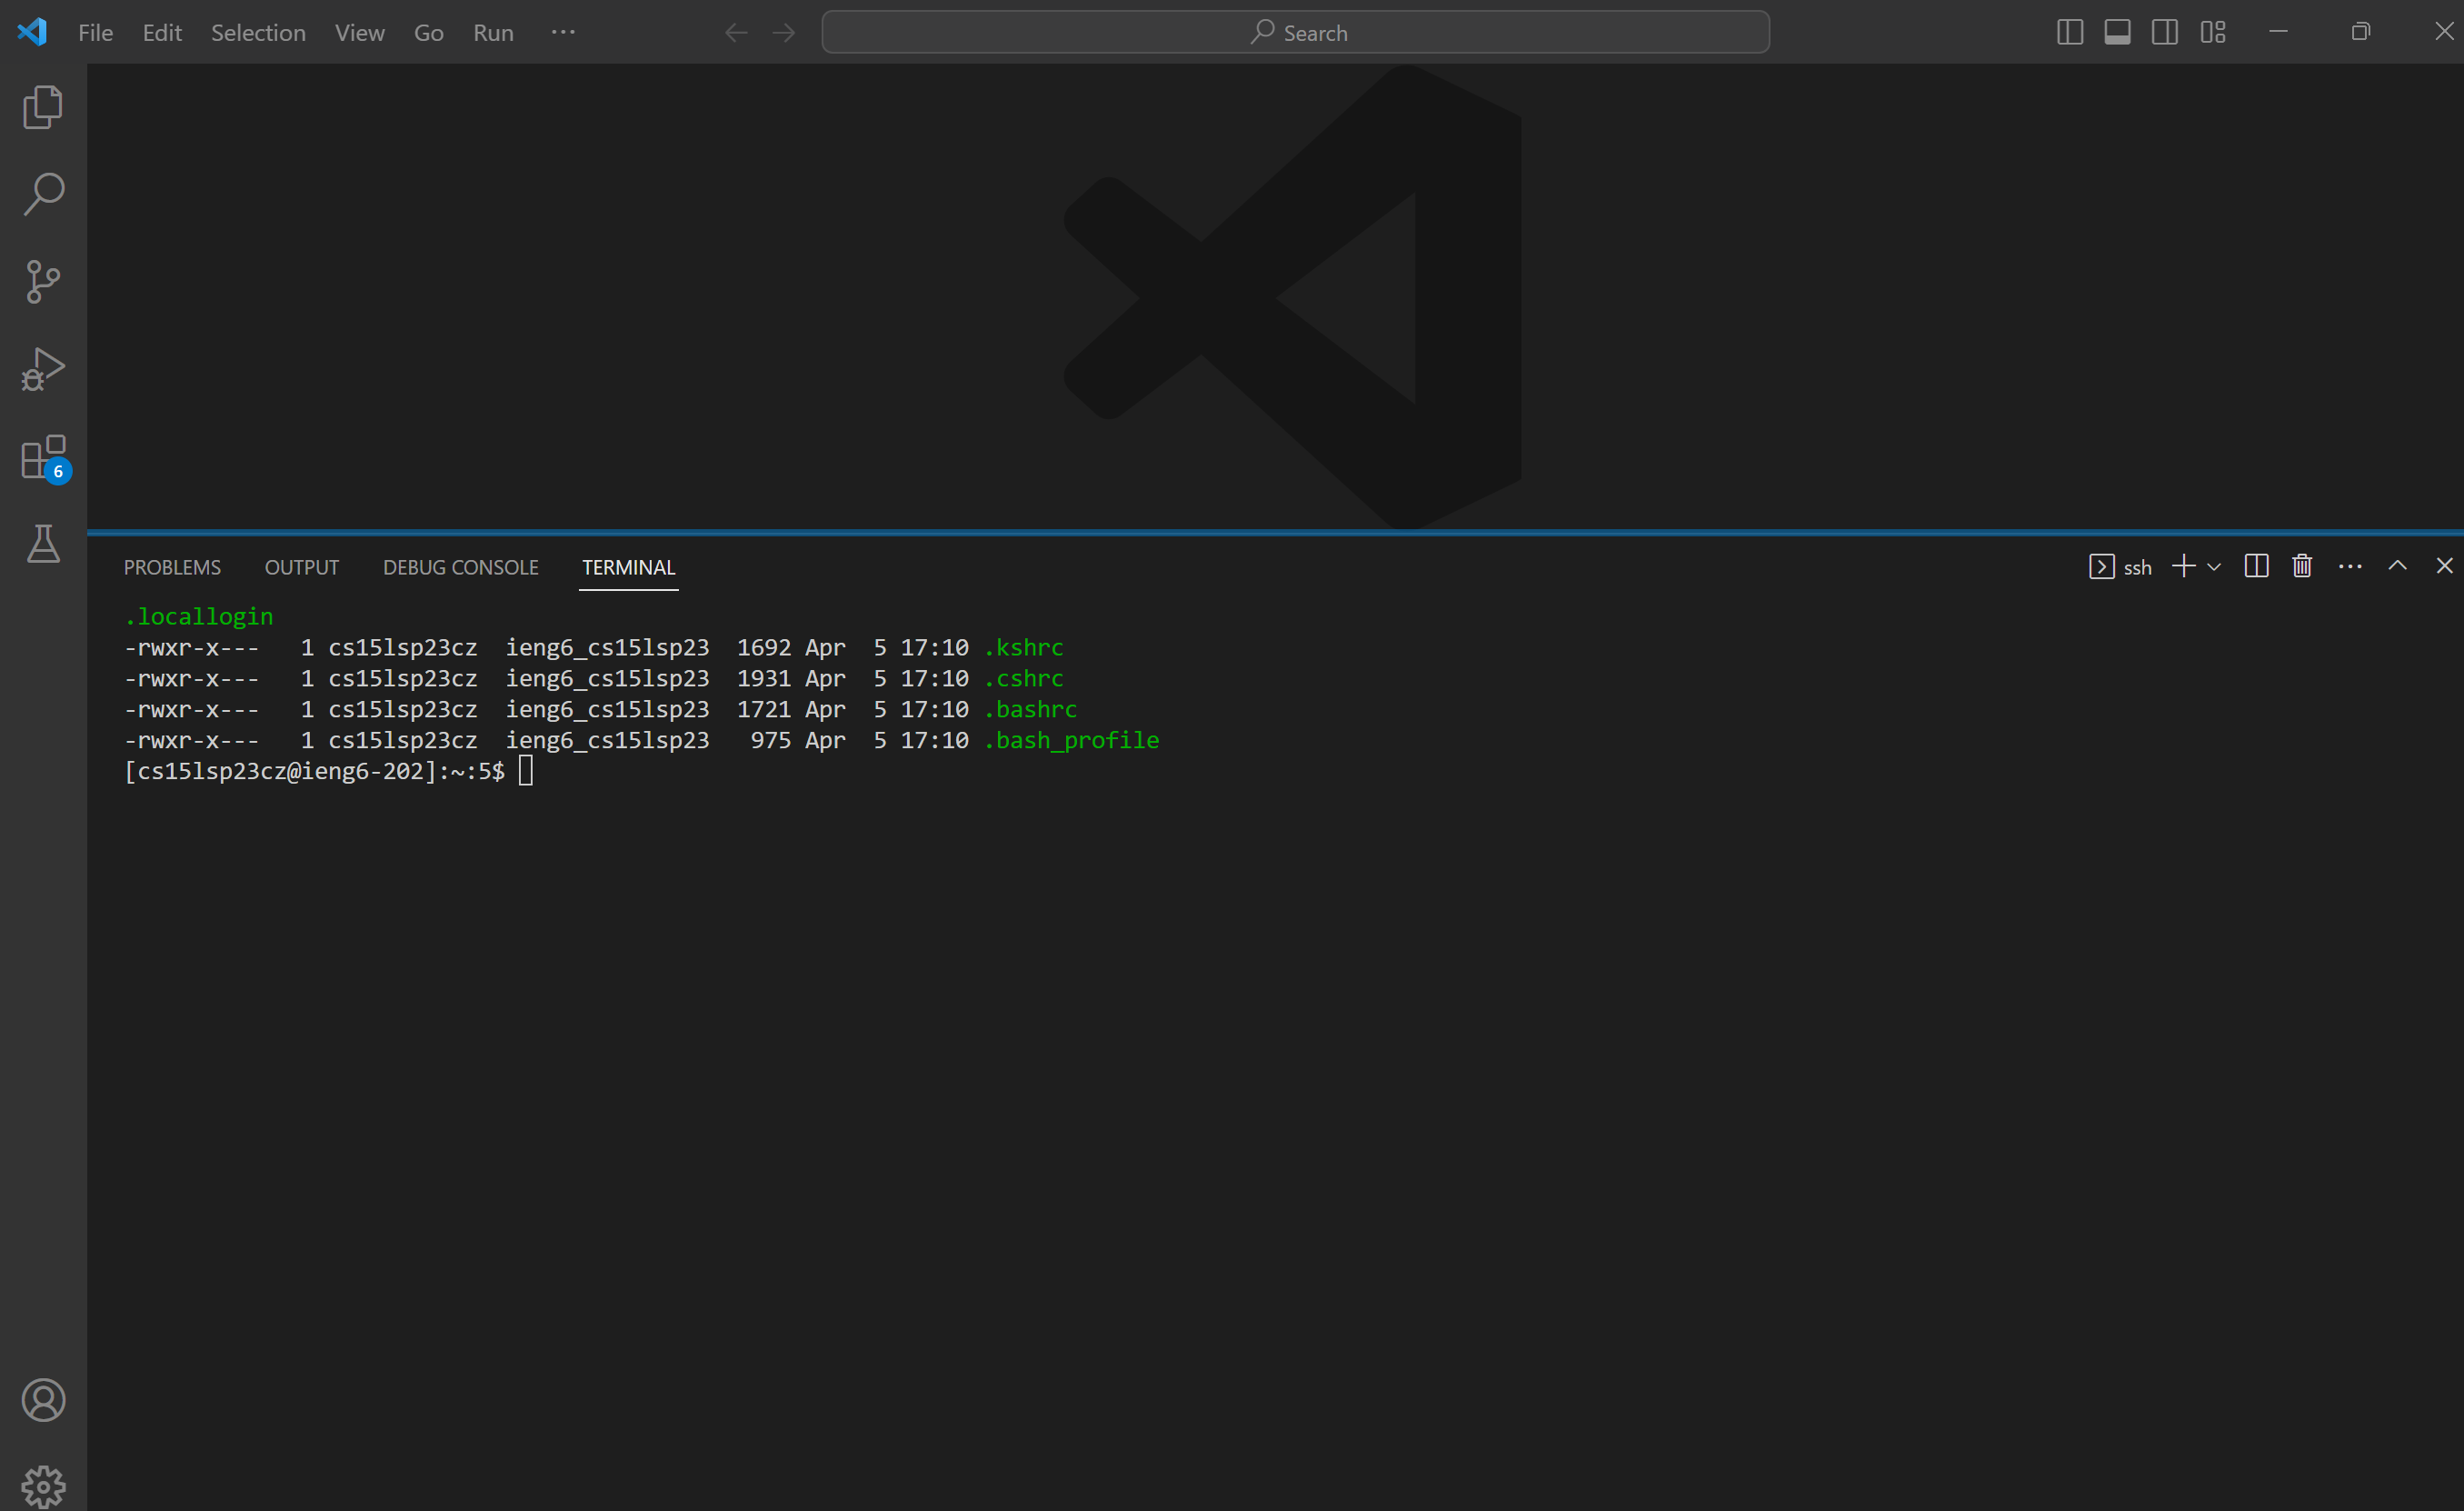 File Edit Selection View Go Run ··· Search
6
PROBLEMS OUTPUT DEBUG CONSOLE TERMINAL ssh
.locallogin
-rwxr-x---   1 cs15lsp23cz  ieng6_cs15lsp23  1692 Apr  5 17:10 .kshrc
-rwxr-x---   1 cs15lsp23cz  ieng6_cs15lsp23  1931 Apr  5 17:10 .cshrc
-rwxr-x---   1 cs15lsp23cz  ieng6_cs15lsp23  1721 Apr  5 17:10 .bashrc
-rwxr-x---   1 cs15lsp23cz  ieng6_cs15lsp23   975 Apr  5 17:10 .bash_profile
[cs15lsp23cz@ieng6-202]:~:5$